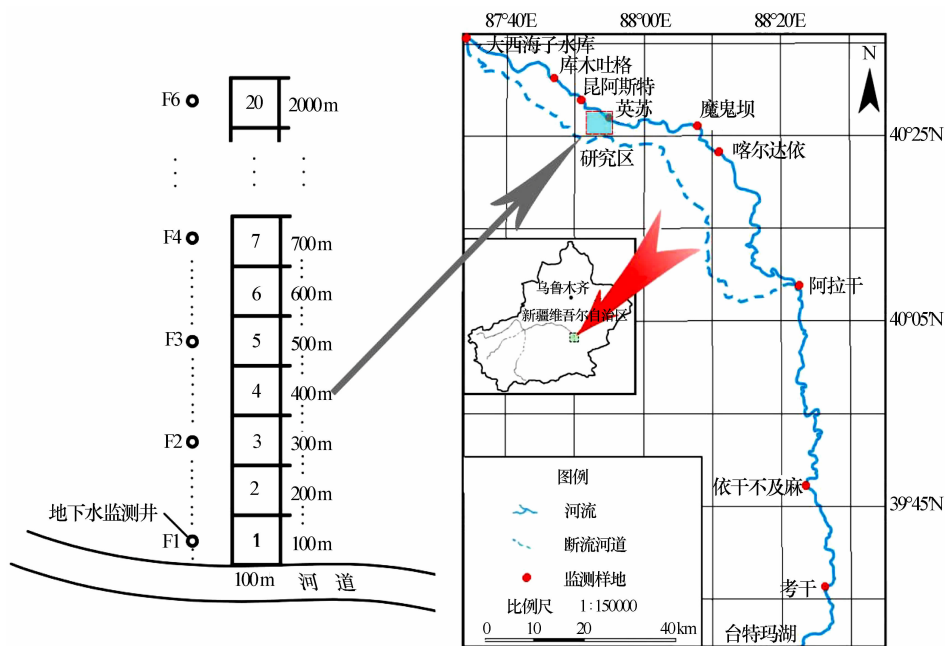 F6
20
2000m
F4
7
700m
6
600m
F3
5
500m
4
400m
F2
3
300m
2
200m
地下水监测井
F1
1
100m
100m
河道
87°40′E
88°00′E
88°20′E
大西海子水库
库木吐格
昆阿斯特
英苏
魔鬼坝
喀尔达依
研究区
N
40°25′N
乌鲁木齐
新疆维吾尔自治区
阿拉干
40°05′N
依干不及麻
39°45′N
考干
台特玛湖
图例
河流
断流河道
监测样地
比例尺 1:150000
0 10 20 40km